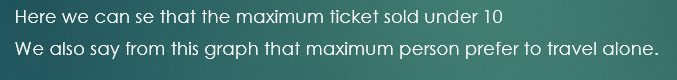 Here we can se that the maximum ticket sold under 10
We also say from this graph that maximum person prefer to travel alone.